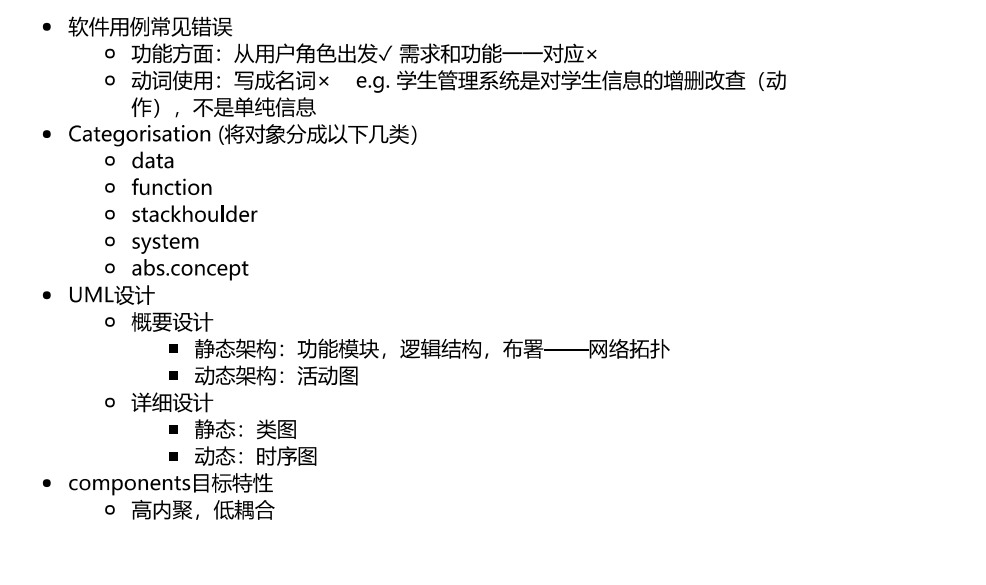 • 软件用例常见错误
○ 功能方面：从用户角色出发✓ 需求和功能一一对应×
○ 动词使用：写成名词× e.g. 学生管理系统是对学生信息的增删改查（动
作），不是单纯信息
• Categorisation (将对象分成以下几类）
○ data
○ function
○ stackhoulder
○ system
○ abs.concept
• UML设计
○ 概要设计
▪ 静态架构：功能模块，逻辑结构，布署——网络拓扑
▪ 动态架构：活动图
○ 详细设计
▪ 静态：类图
▪ 动态：时序图
• components目标特性
○ 高内聚，低耦合